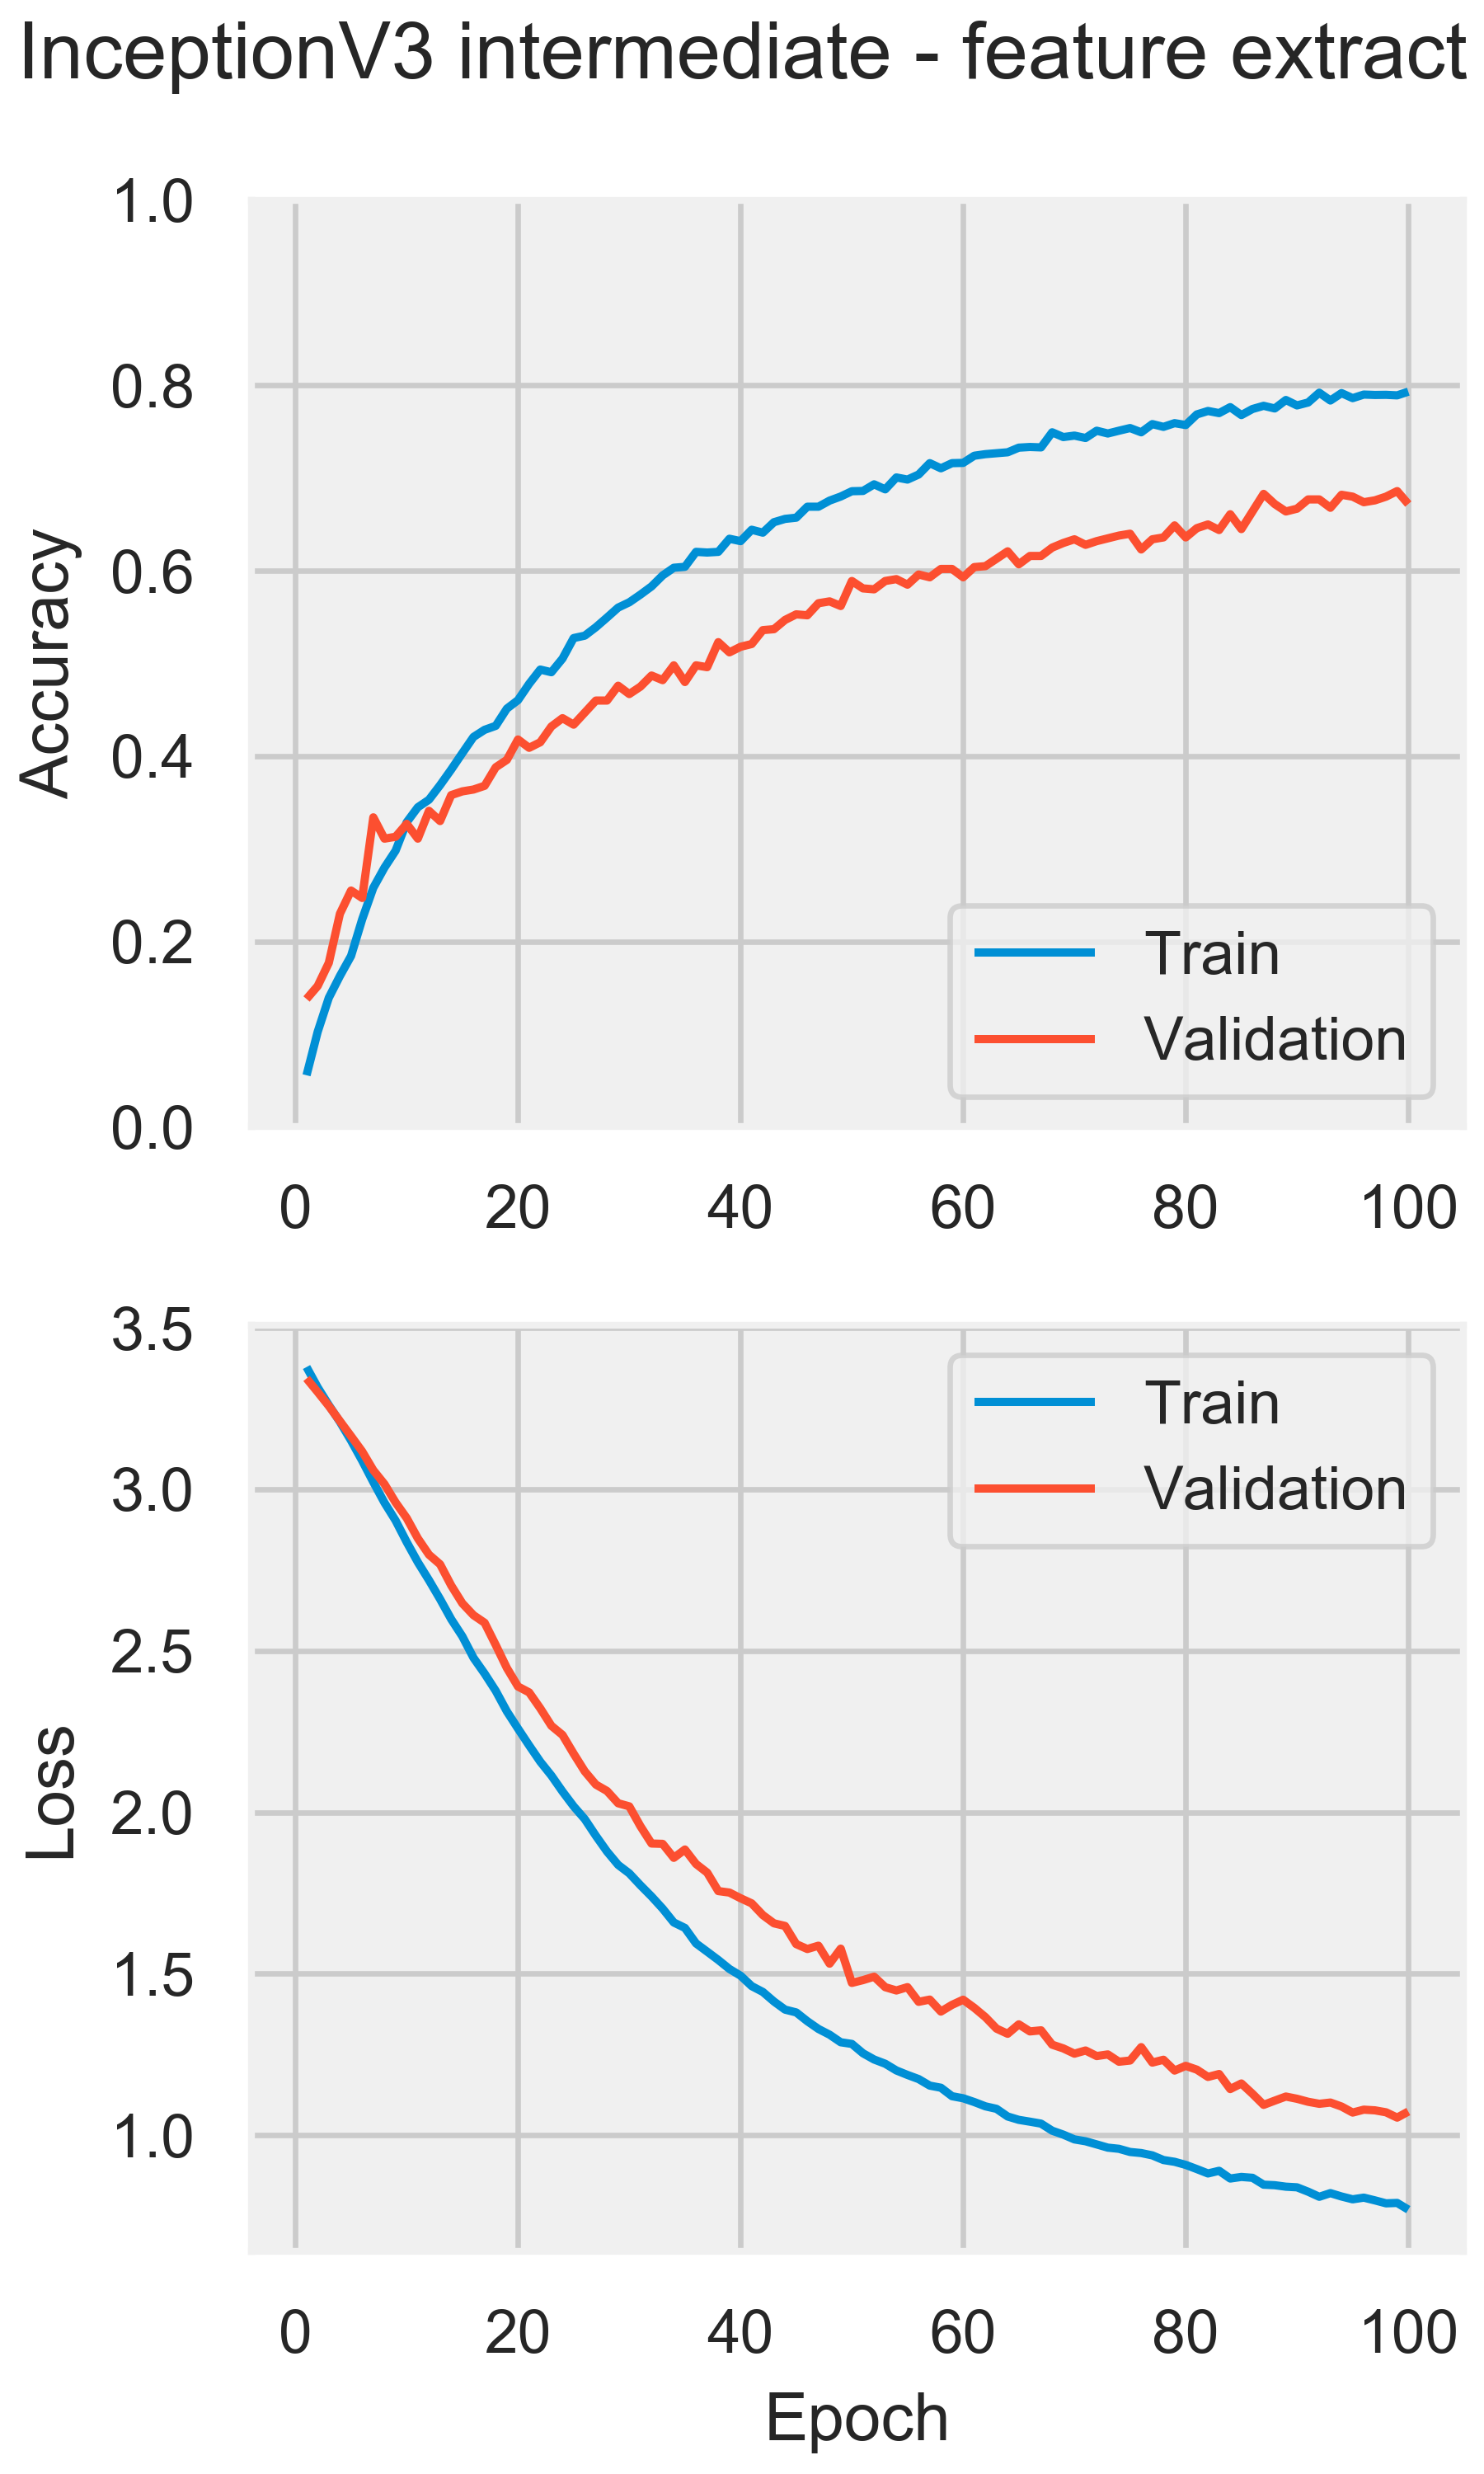 InceptionV3 intermediate - feature extract
1.0
0.8
0.6
0.4
0.2
0.0
Accuracy
Train
Validation
0 20 40 60 80 100
3.5
3.0
2.5
2.0
1.5
1.0
Loss
Train
Validation
0 20 40 60 80 100
Epoch